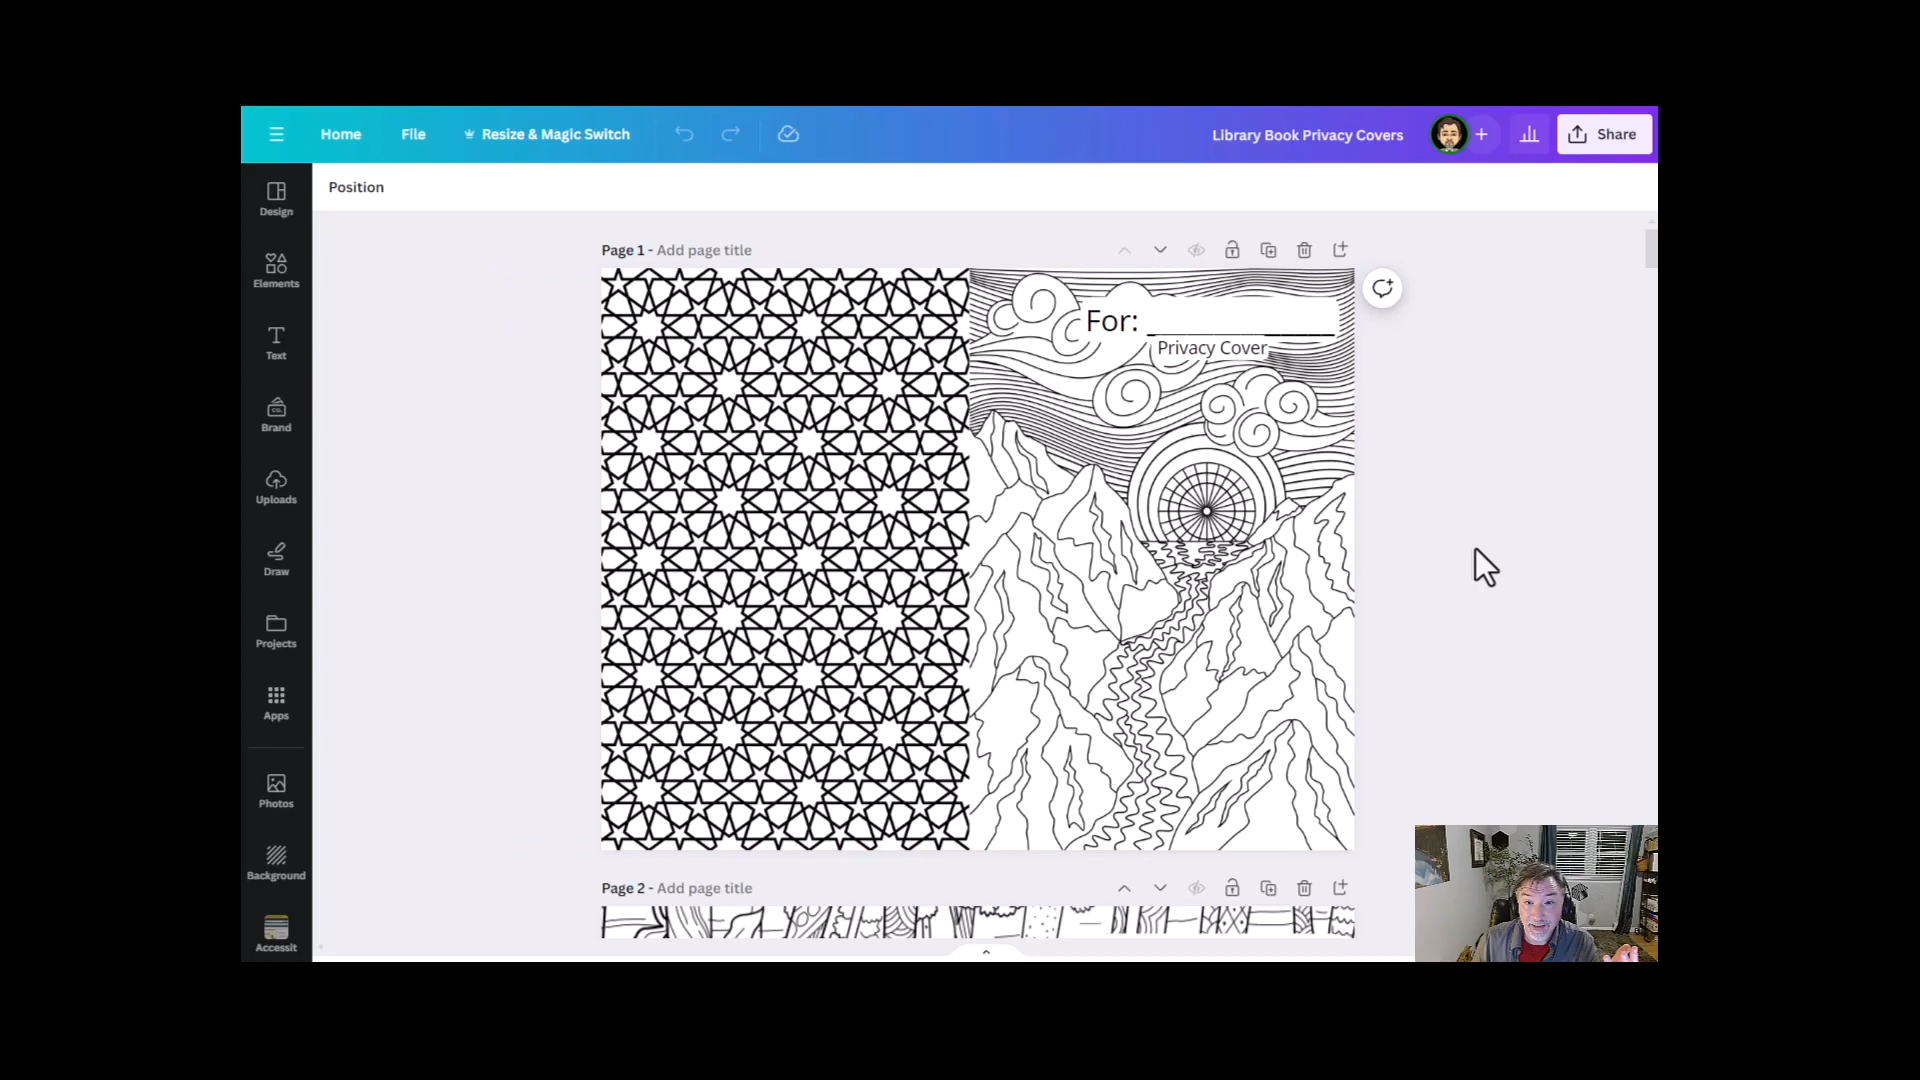 Home File Resize & Magic Switch Library Book Privacy Covers + Share
Position
Design
Elements
Text
Brand
Uploads
Draw
Projects
Apps
Photos
Background
Accessit
Page 1 - Add page title
For: ____________
Privacy Cover
Page 2 - Add page title